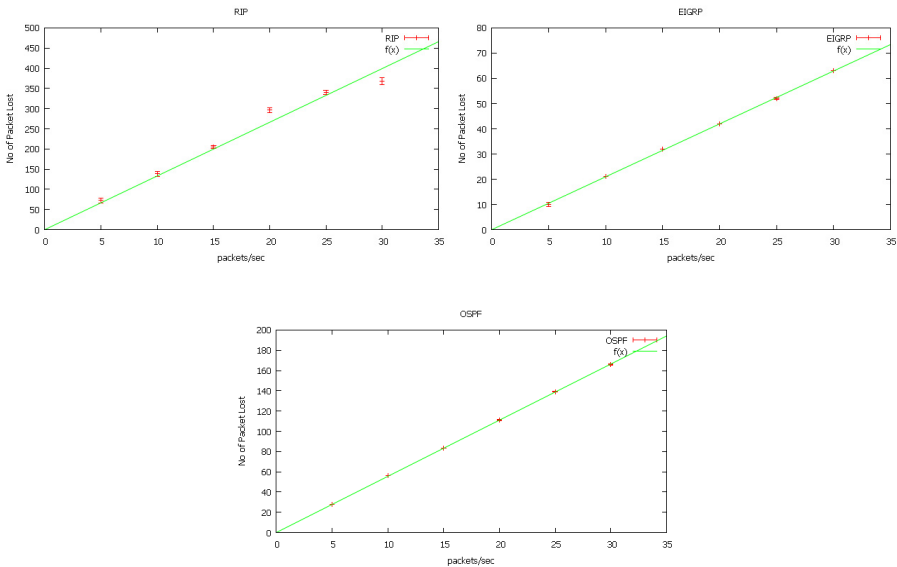 RIP
500
450
400
350
300
250
200
150
100
50
0
No of Packet Lost
RIP
f(x)
0 5 10 15 20 25 30 35
packets/sec
EIGRP
80
70
60
50
40
30
20
10
0
No of Packet Lost
EIGRP
f(x)
0 5 10 15 20 25 30 35
packets/sec
OSPF
200
180
160
140
120
100
80
60
40
20
0
No of Packet Lost
OSPF
f(x)
0 5 10 15 20 25 30 35
packets/sec